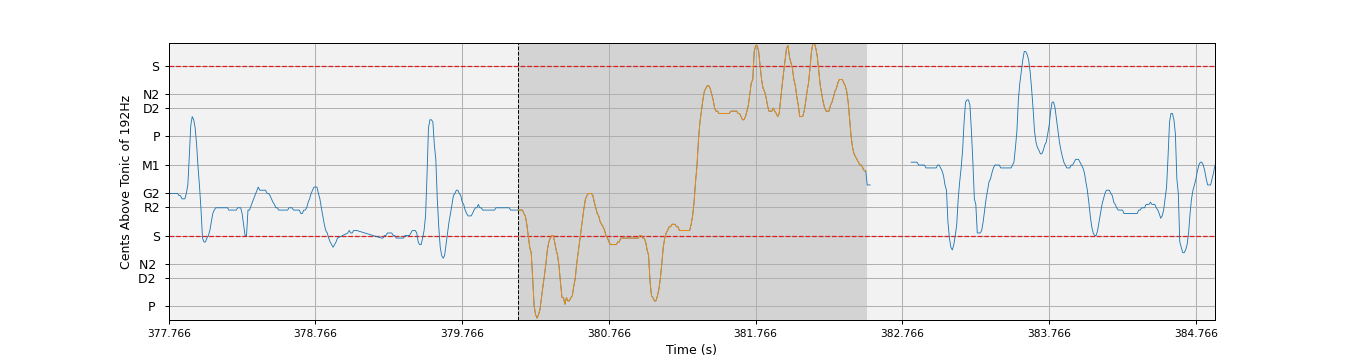 Cents Above Tonic of 192Hz
S
N2
D2
P
M1
G2
R2
S
N2
D2
P
377.766 378.766 379.766 380.766 381.766 382.766 383.766 384.766
Time (s)